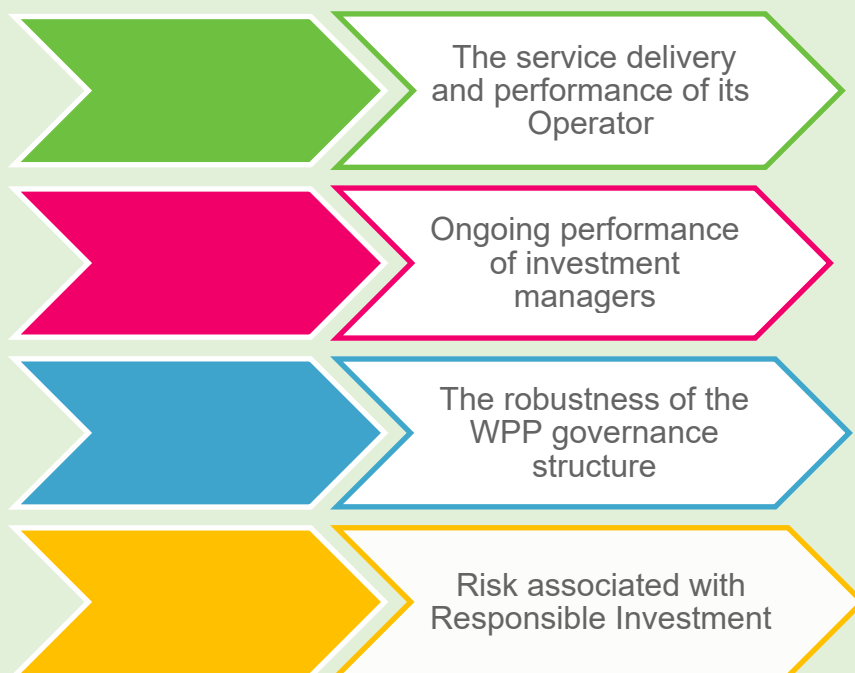 The service delivery
and performance of its
Operator
Ongoing performance
of investment
managers
The robustness of the
WPP governance
structure
Risk associated with
Responsible Investment